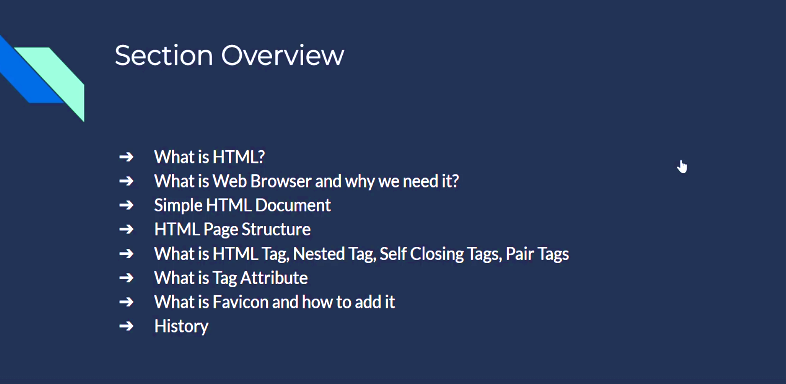 Section Overview
➔ What is HTML?
➔ What is Web Browser and why we need it?
➔ Simple HTML Document
➔ HTML Page Structure
➔ What is HTML Tag, Nested Tag, Self Closing Tags, Pair Tags
➔ What is Tag Attribute
➔ What is Favicon and how to add it
➔ History